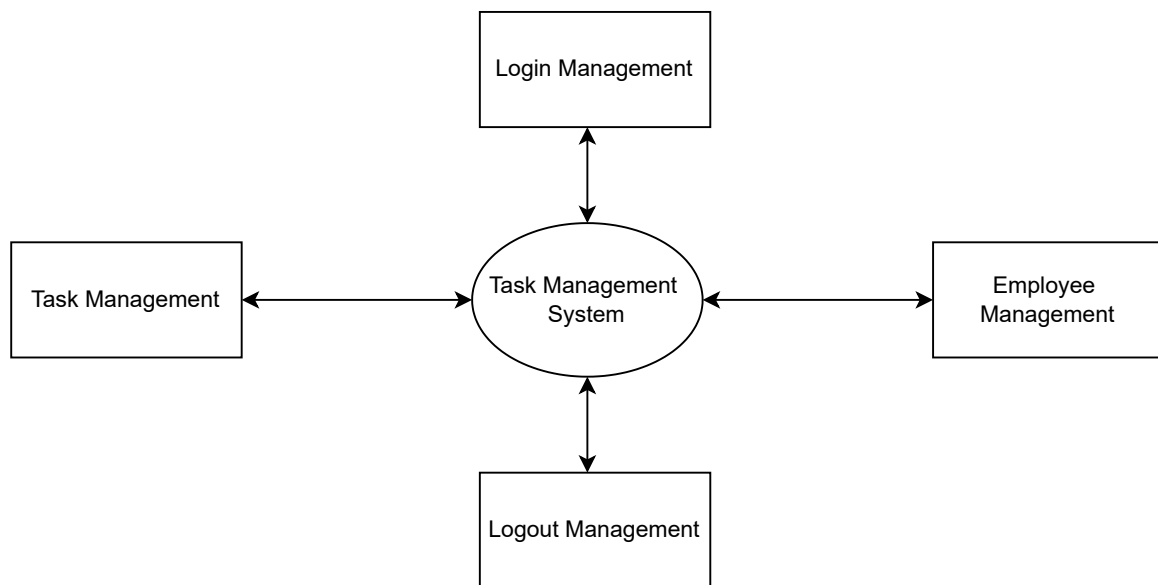 Login Management
Task Management
Task Management
System
Employee
Management
Logout Management